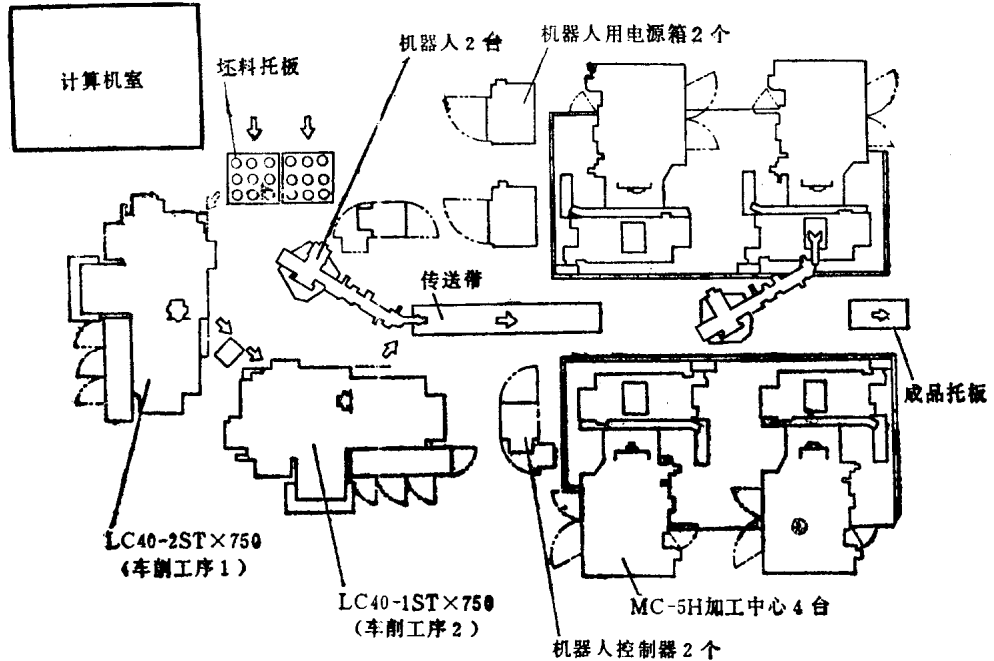 机器人用电源箱2个
机器人2台
坯料托板
计算机室
传送带
成品托板
LC40-2ST×750
(车削工序1)
LC40-1ST×750
(车削工序2)
MC-5H加工中心4台
机器人控制器2个